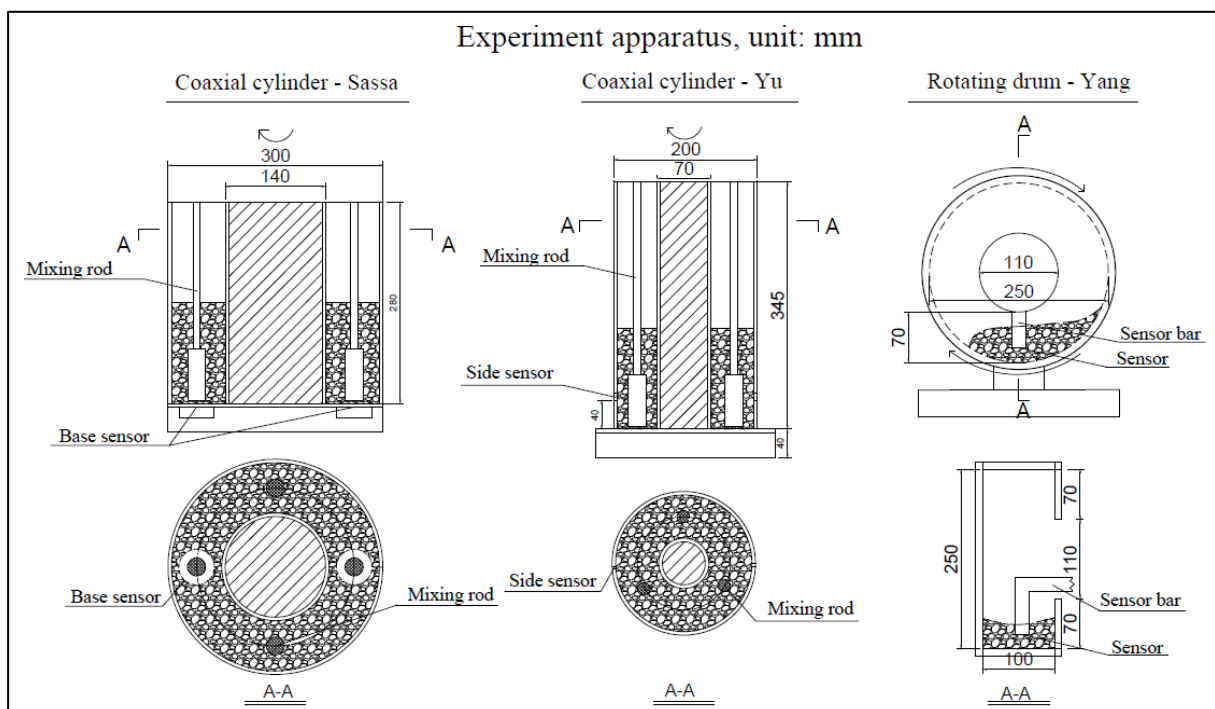 Experiment apparatus, unit: mm
Coaxial cylinder - Sassa
300
140
A
A
Mixing rod
280
Base sensor
Base sensor
Mixing rod
A-A
Coaxial cylinder - Yu
200
70
A
A
Mixing rod
345
Side sensor
40
40
Side sensor
Mixing rod
A-A
Rotating drum - Yang
A
110
250
70
Sensor bar
Sensor
A
70
250
110
Sensor bar
70
Sensor
100
A-A